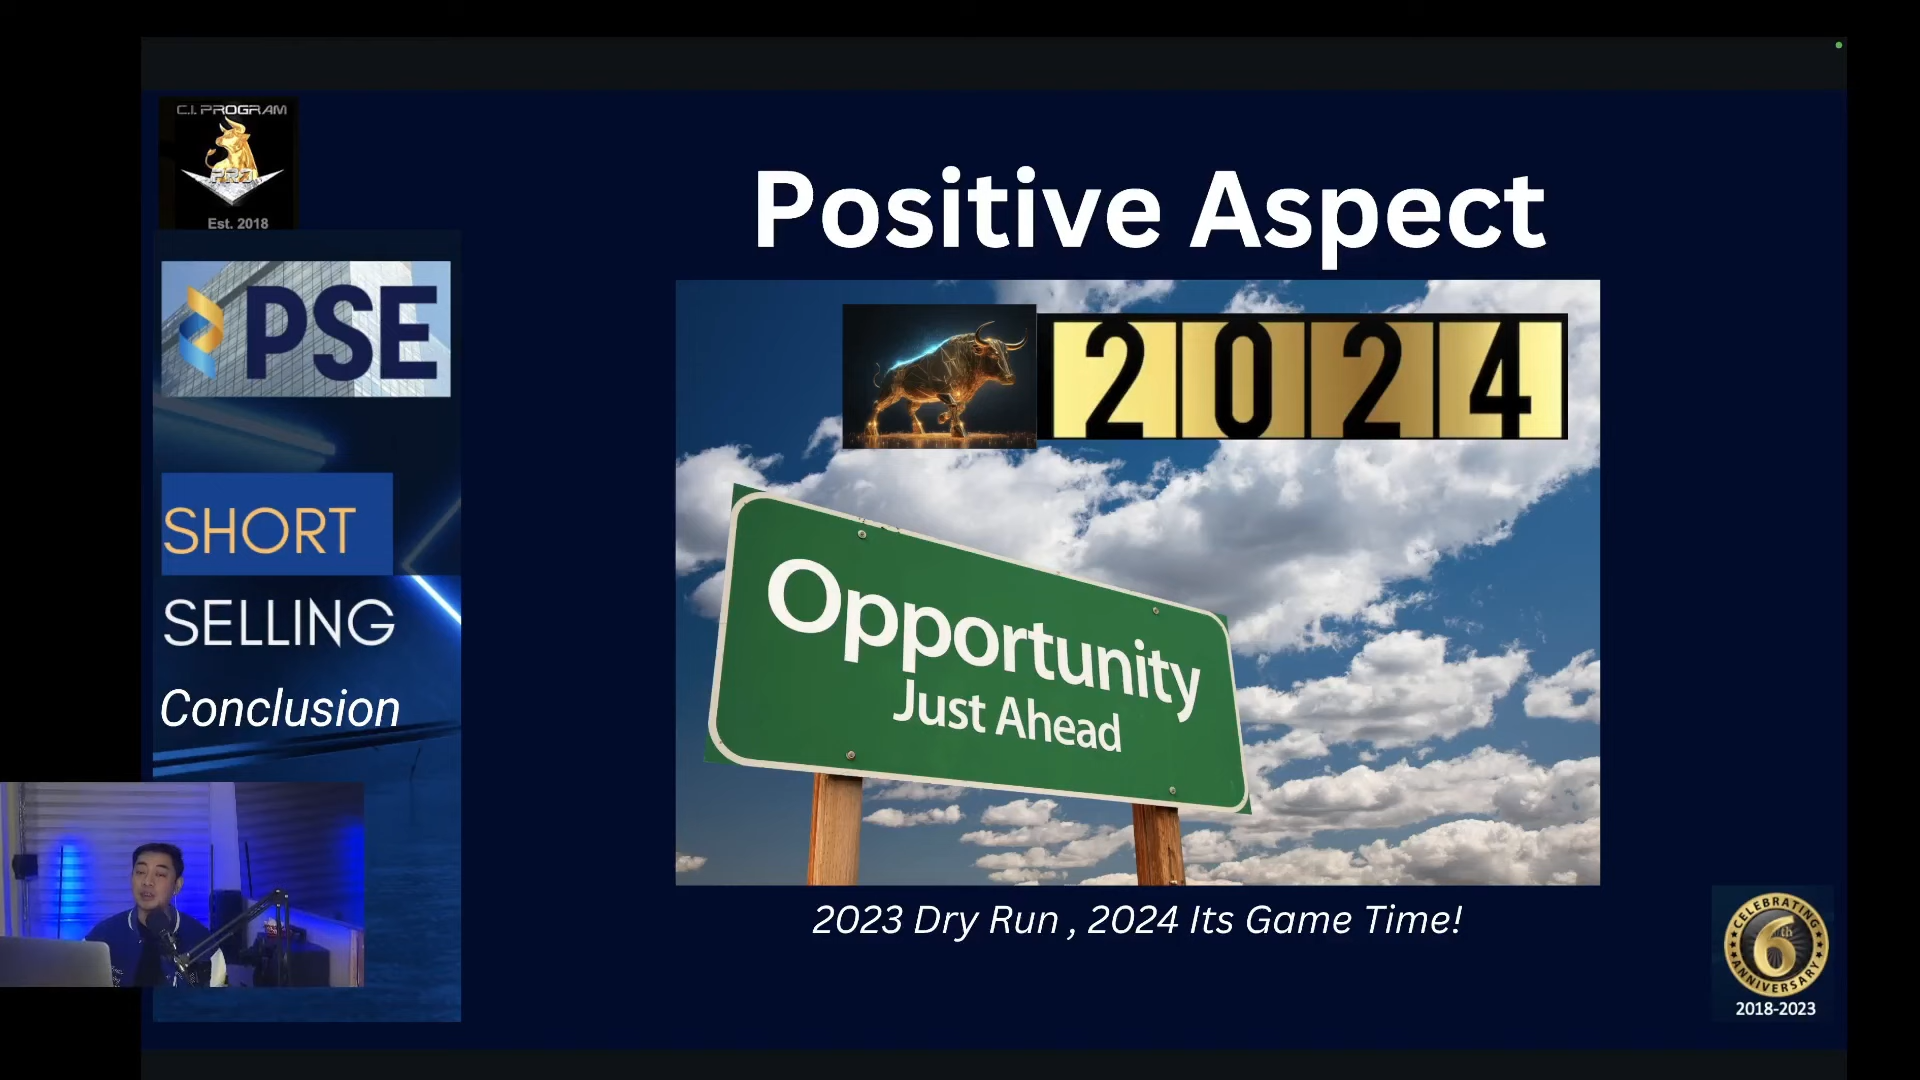 C.I. PROGRAM
PRO
Est. 2018
PSE
SHORT
SELLING
Conclusion
Positive Aspect
2024
Opportunity
Just Ahead
2023 Dry Run , 2024 Its Game Time!
CELEBRATING
6th
ANNIVERSARY
2018-2023